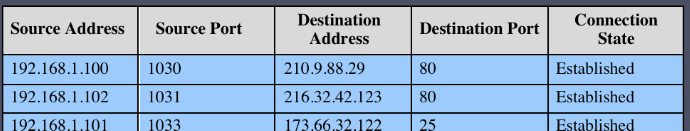 Source Address Source Port Destination Address Destination Port Connection State
192.168.1.100 1030 210.9.88.29 80 Established
192.168.1.102 1031 216.32.42.123 80 Established
192.168.1.101 1033 173.66.32.122 25 Established